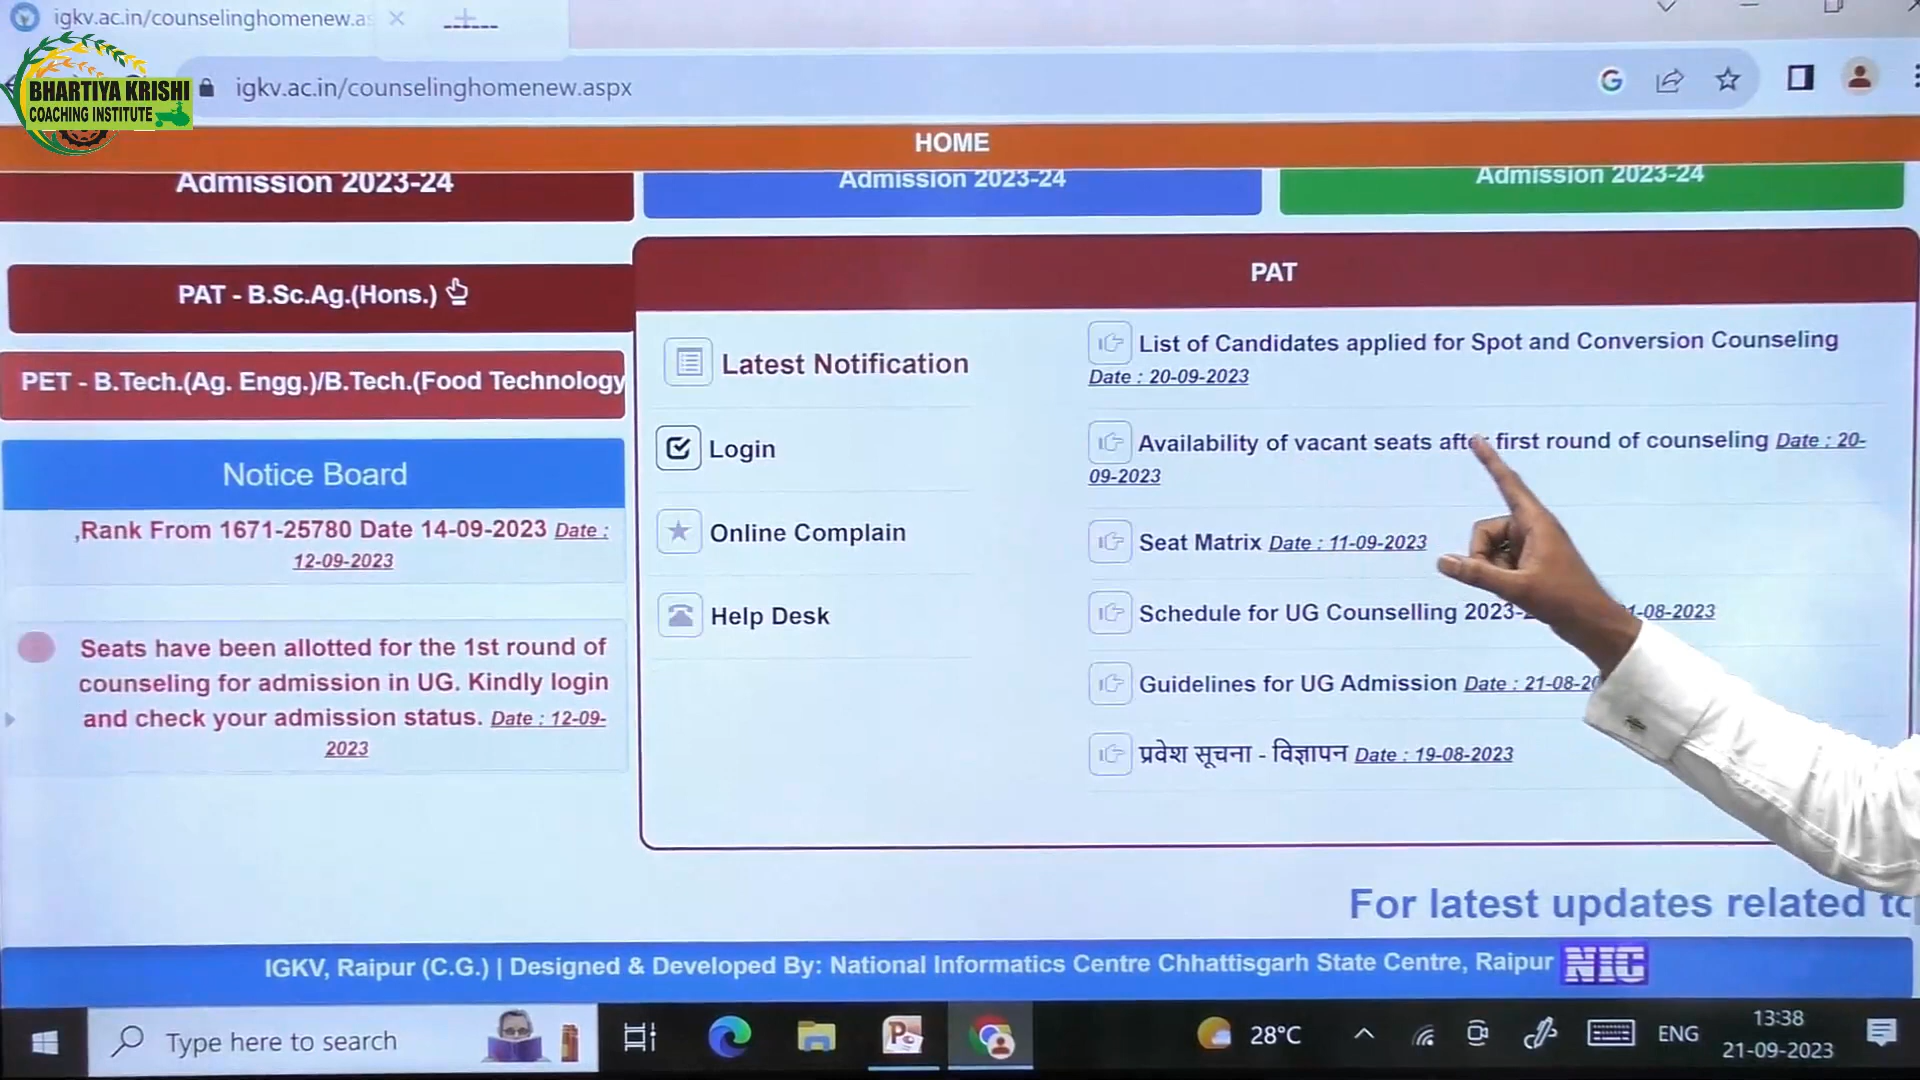 igkv.ac.in/counselinghomenew.as
BHARTIYA KRISHI
COACHING INSTITUTE
igkv.ac.in/counselinghomenew.aspx
HOME
Admission 2023-24
Admission 2023-24
Admission 2023-24
PAT - B.Sc.Ag.(Hons.)
PET - B.Tech.(Ag. Engg.)/B.Tech.(Food Technology
Notice Board
,Rank From 1671-25780 Date 14-09-2023 Date :
12-09-2023
Seats have been allotted for the 1st round of
counseling for admission in UG. Kindly login
and check your admission status. Date : 12-09-
2023
PAT
Latest Notification
Login
Online Complain
Help Desk
List of Candidates applied for Spot and Conversion Counseling
Date : 20-09-2023
Availability of vacant seats after first round of counseling Date : 20-
09-2023
Seat Matrix Date : 11-09-2023
Schedule for UG Counselling 2023-2 1-08-2023
Guidelines for UG Admission Date : 21-08-20
प्रवेश सूचना - विज्ञापन Date : 19-08-2023
For latest updates related to
IGKV, Raipur (C.G.) | Designed & Developed By: National Informatics Centre Chhattisgarh State Centre, Raipur NIC
Type here to search
28°C
ENG
13:38
21-09-2023